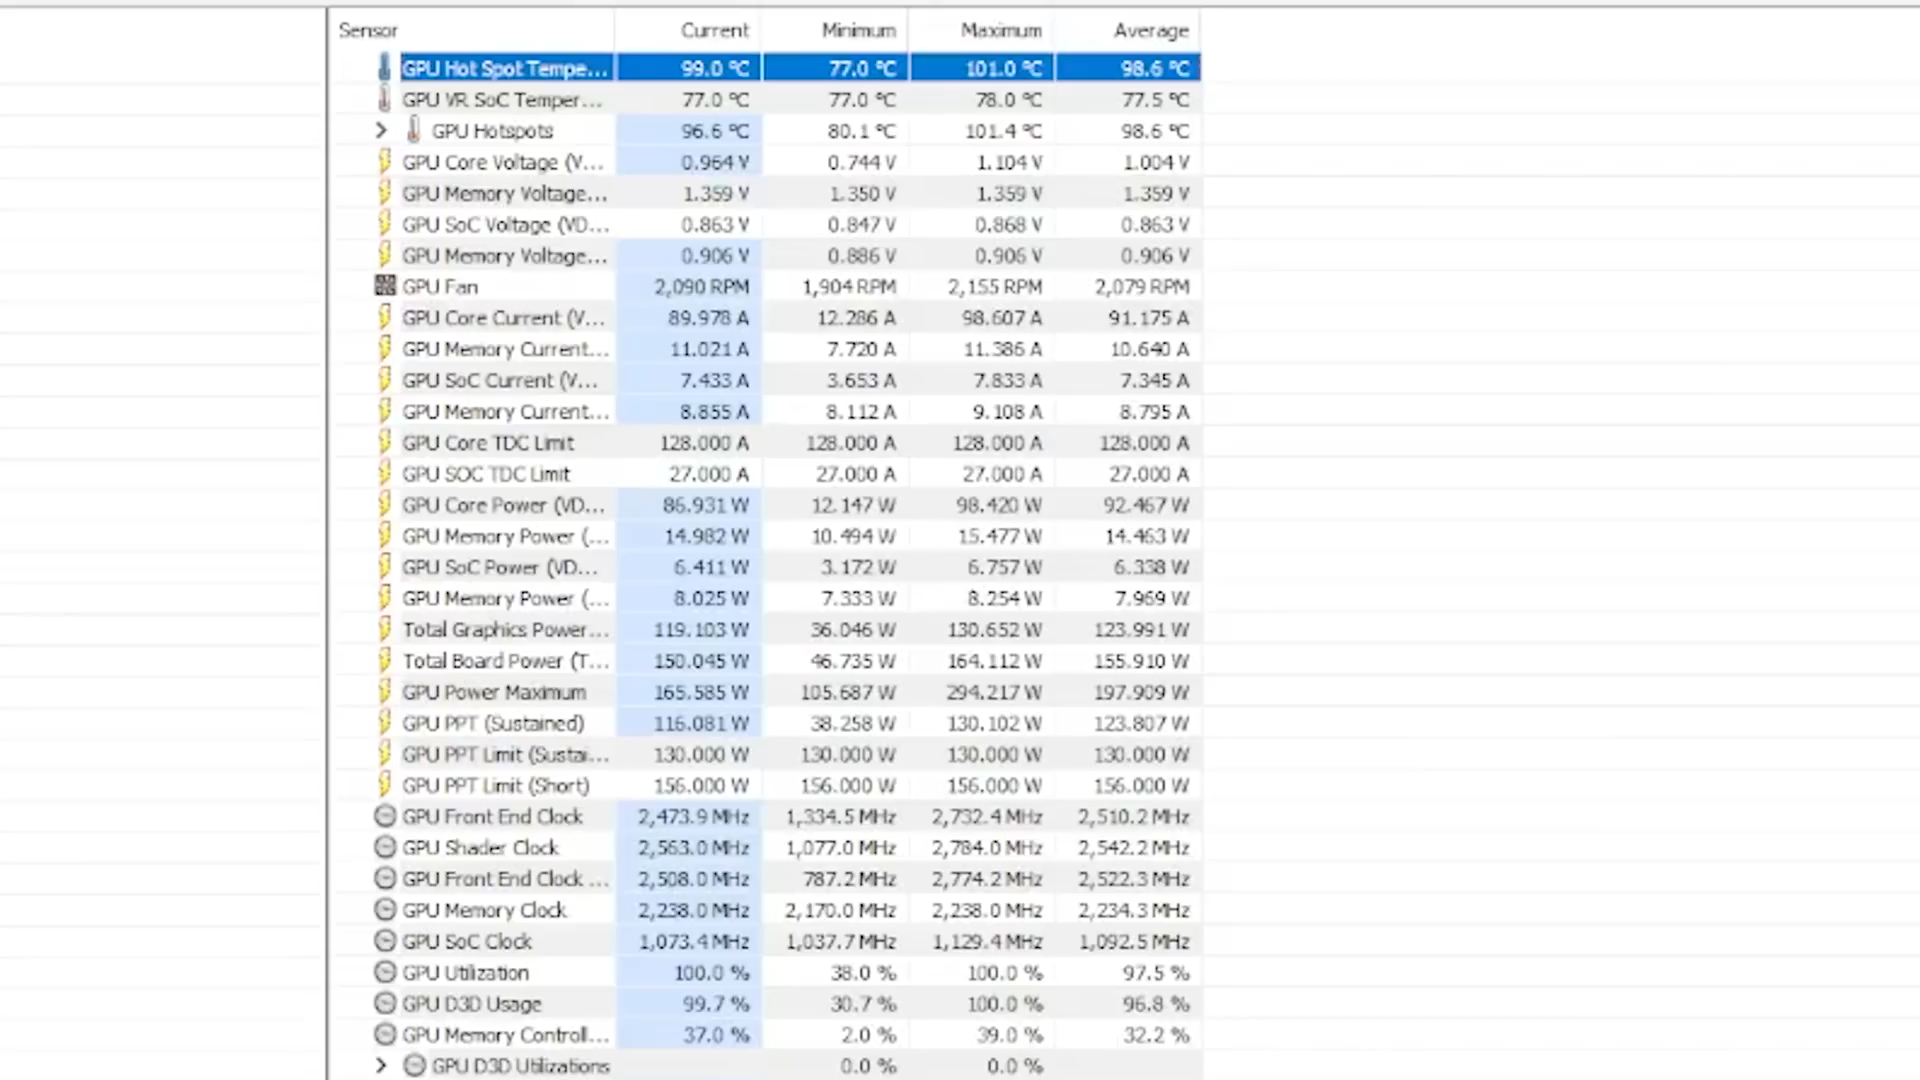 Sensor Current Minimum Maximum Average
GPU Hot Spot Tempe... 99.0 °C 77.0 °C 101.0 °C 98.6 °C
GPU VR SoC Temper... 77.0 °C 77.0 °C 78.0 °C 77.5 °C
GPU Hotspots 96.6 °C 80.1 °C 101.4 °C 98.6 °C
GPU Core Voltage (V... 0.964 V 0.744 V 1.104 V 1.004 V
GPU Memory Voltage... 1.359 V 1.350 V 1.359 V 1.359 V
GPU SoC Voltage (VD... 0.863 V 0.847 V 0.868 V 0.863 V
GPU Memory Voltage... 0.906 V 0.886 V 0.906 V 0.906 V
GPU Fan 2,090 RPM 1,904 RPM 2,155 RPM 2,079 RPM
GPU Core Current (V... 89.978 A 12.286 A 98.607 A 91.175 A
GPU Memory Current... 11.021 A 7.720 A 11.386 A 10.640 A
GPU SoC Current (V... 7.433 A 3.653 A 7.833 A 7.345 A
GPU Memory Current... 8.855 A 8.112 A 9.108 A 8.795 A
GPU Core TDC Limit 128.000 A 128.000 A 128.000 A 128.000 A
GPU SOC TDC Limit 27.000 A 27.000 A 27.000 A 27.000 A
GPU Core Power (VD... 86.931 W 12.147 W 98.420 W 92.467 W
GPU Memory Power (... 14.982 W 10.494 W 15.477 W 14.463 W
GPU SoC Power (VD... 6.411 W 3.172 W 6.757 W 6.338 W
GPU Memory Power (... 8.025 W 7.333 W 8.254 W 7.969 W
Total Graphics Power... 119.103 W 36.046 W 130.652 W 123.991 W
Total Board Power (T... 150.045 W 46.735 W 164.112 W 155.910 W
GPU Power Maximum 165.585 W 105.687 W 294.217 W 197.909 W
GPU PPT (Sustained) 116.081 W 38.258 W 130.102 W 123.807 W
GPU PPT Limit (Sustai... 130.000 W 130.000 W 130.000 W 130.000 W
GPU PPT Limit (Short) 156.000 W 156.000 W 156.000 W 156.000 W
GPU Front End Clock 2,473.9 MHz 1,334.5 MHz 2,732.4 MHz 2,510.2 MHz
GPU Shader Clock 2,563.0 MHz 1,077.0 MHz 2,784.0 MHz 2,542.2 MHz
GPU Front End Clock ... 2,508.0 MHz 787.2 MHz 2,774.2 MHz 2,522.3 MHz
GPU Memory Clock 2,238.0 MHz 2,170.0 MHz 2,238.0 MHz 2,234.3 MHz
GPU SoC Clock 1,073.4 MHz 1,037.7 MHz 1,129.4 MHz 1,092.5 MHz
GPU Utilization 100.0 % 38.0 % 100.0 % 97.5 %
GPU D3D Usage 99.7 % 30.7 % 100.0 % 96.8 %
GPU Memory Controll... 37.0 % 2.0 % 39.0 % 32.2 %
GPU D3D Utilizations 0.0 % 0.0 %